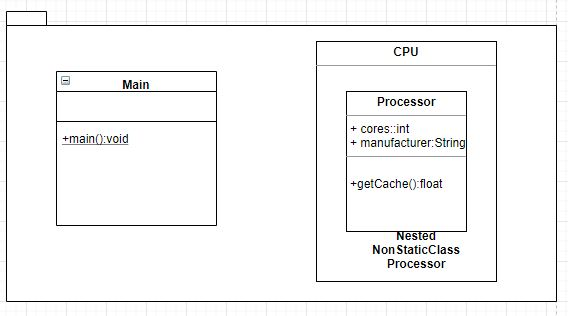 Main
+main():void
CPU
Processor
+ cores::int
+ manufacturer:String
+getCache():float
Nested
NonStaticClass
Processor